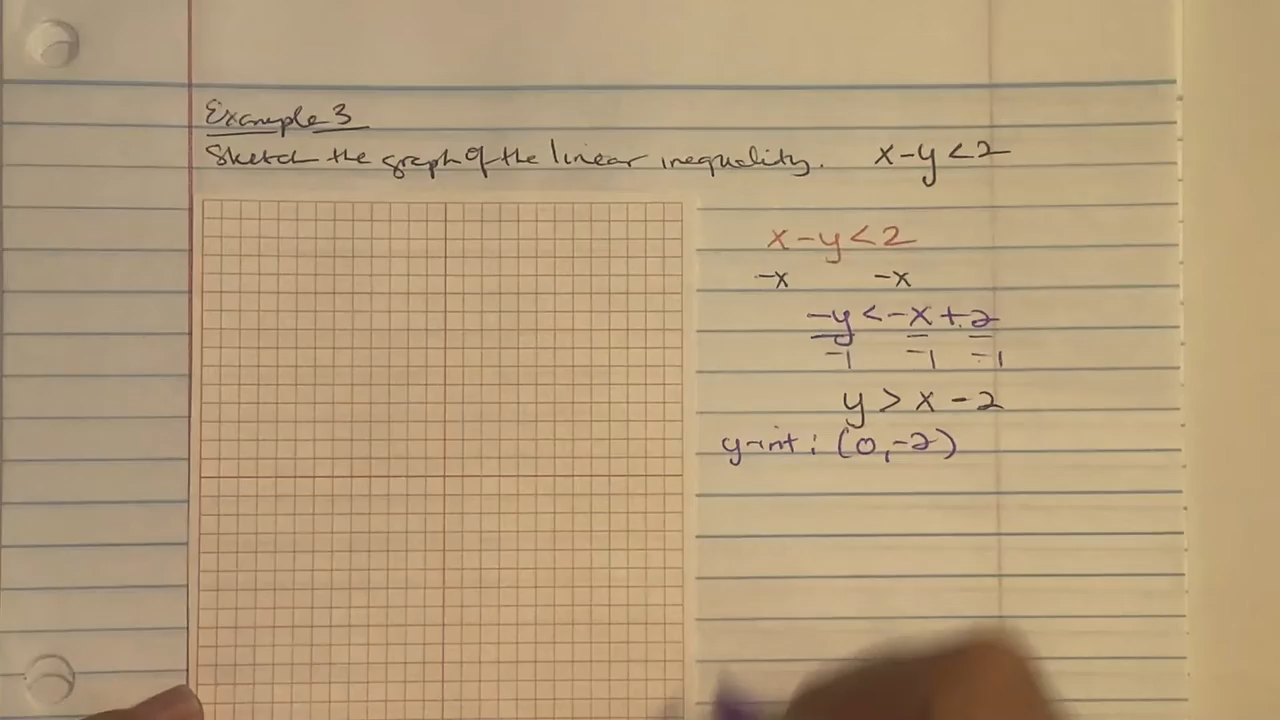 Example 3
Sketch the graph of the linear inequality. x-y<2
x-y<2
-x -x
-y<-x+2
-1 -1 -1
y>x-2
y-int: (0,-2)